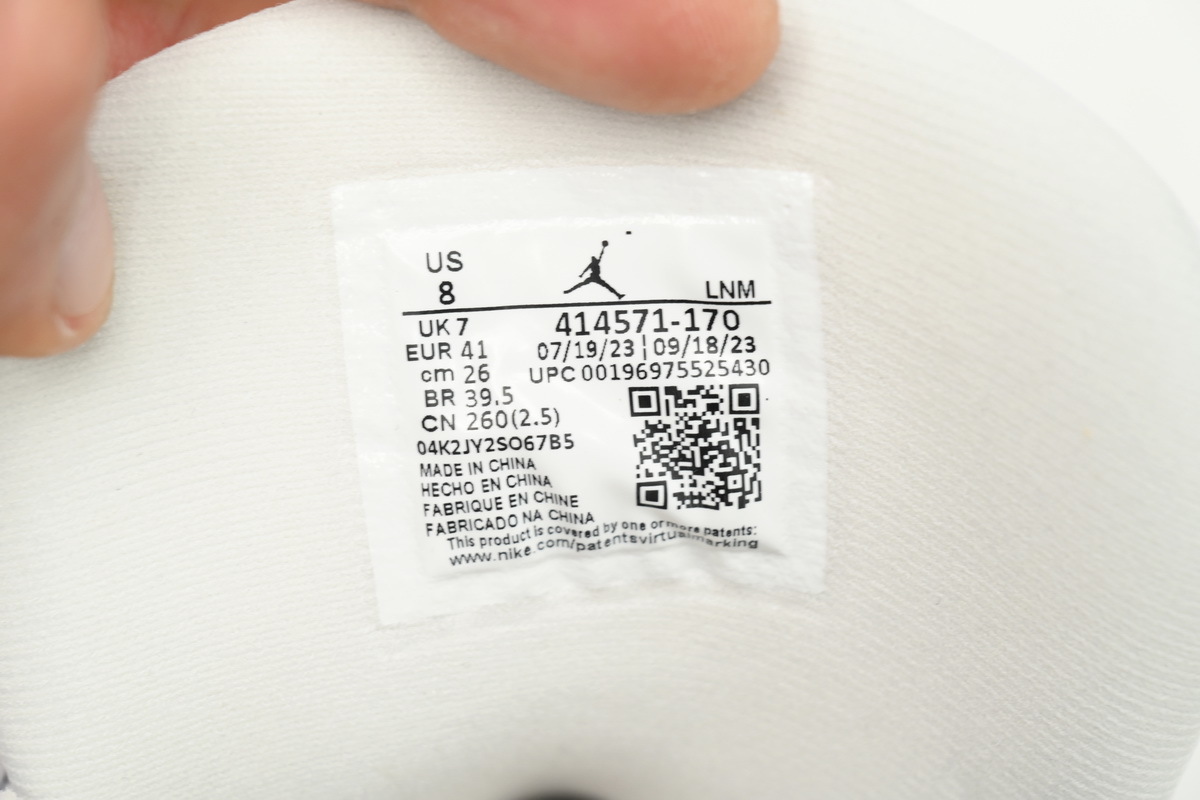 US
8
LNM
UK 7
414571-170
EUR 41
07/19/23 | 09/18/23
cm 26
UPC 00196975525430
BR 39.5
CN 260(2.5)
04K2JY2SO67B5
MADE IN CHINA
HECHO EN CHINA
FABRIQUE EN CHINE
FABRICADO NA CHINA
This product is covered by one or more patents:
www.nike.com/patentsvirtualmarking